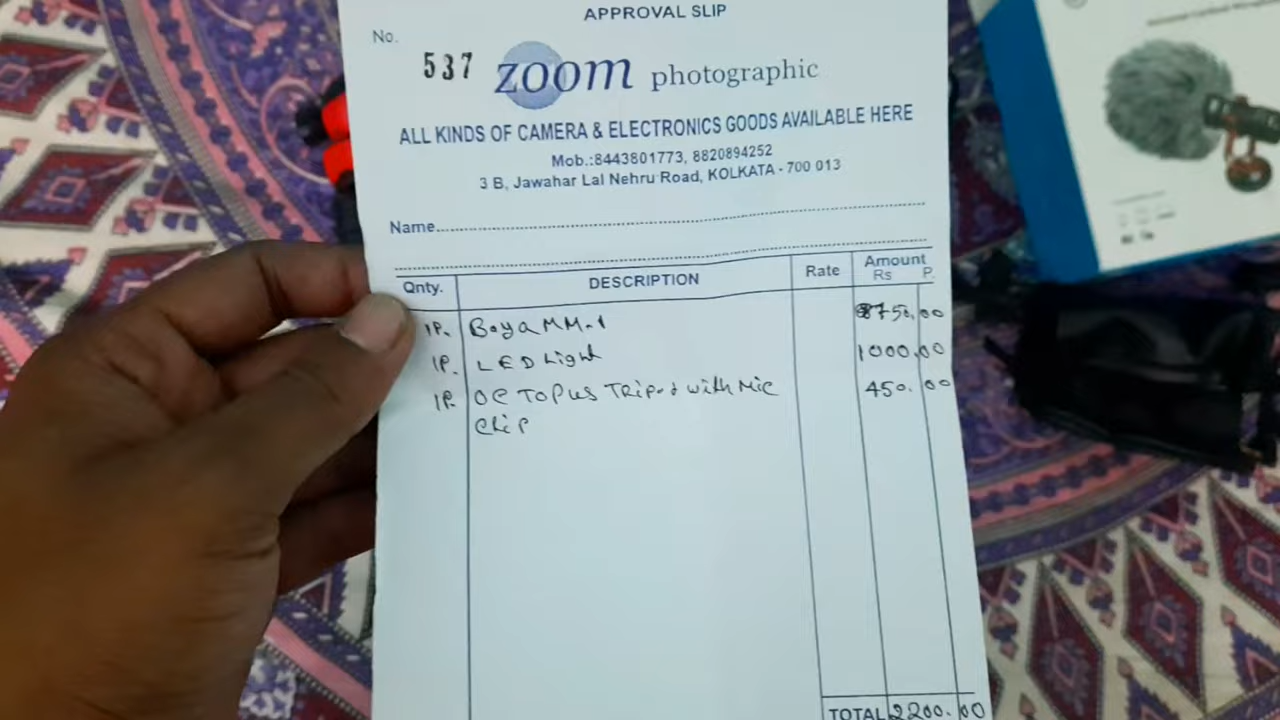 APPROVAL SLIP
No.
537 zoom photographic
ALL KINDS OF CAMERA & ELECTRONICS GOODS AVAILABLE HERE
Mob.:8443801773, 8820894252
3 B, Jawahar Lal Nehru Road, KOLKATA - 700 013
Name
Qnty. DESCRIPTION Rate Amount Rs P.
1P. Boya MM-1 750.00
1P. LED Light 1000.00
1P. OCTOPUS Tripod with Mic 450.00
Clip
TOTAL 2200.00